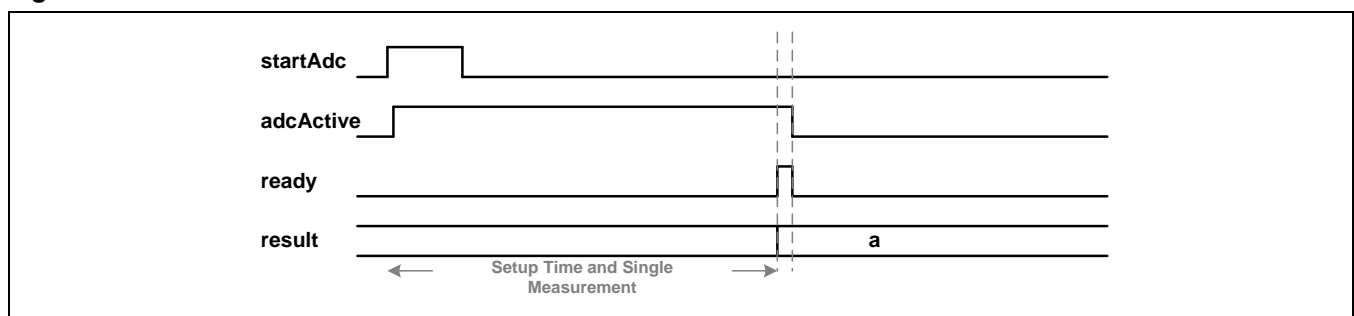 startAdc
adcActive
ready
result
a
Setup Time and Single
Measurement